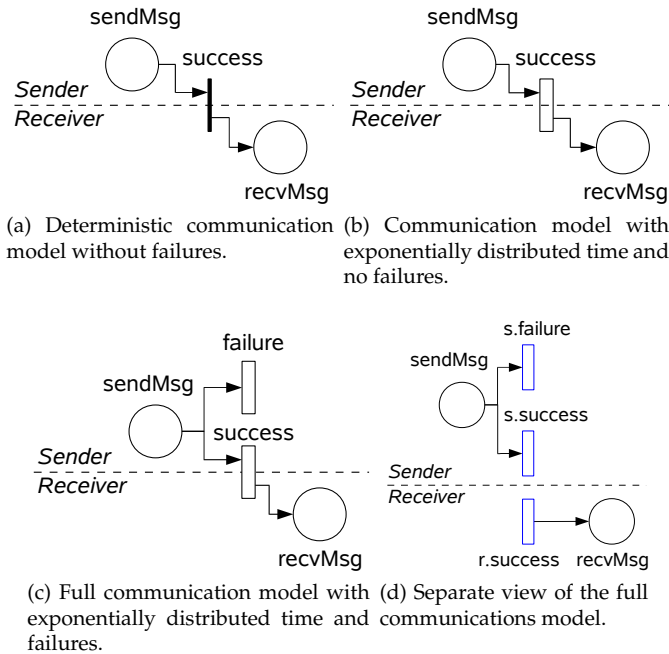 sendMsg
success
Sender
Receiver
recvMsg
(a) Deterministic communication
model without failures.
sendMsg
success
Sender
Receiver
recvMsg
(b) Communication model with
exponentially distributed time and
no failures.
failure
sendMsg
success
Sender
Receiver
recvMsg
(c) Full communication model with
exponentially distributed time and
failures.
s.failure
sendMsg
s.success
Sender
Receiver
r.success recvMsg
(d) Separate view of the full
communications model.